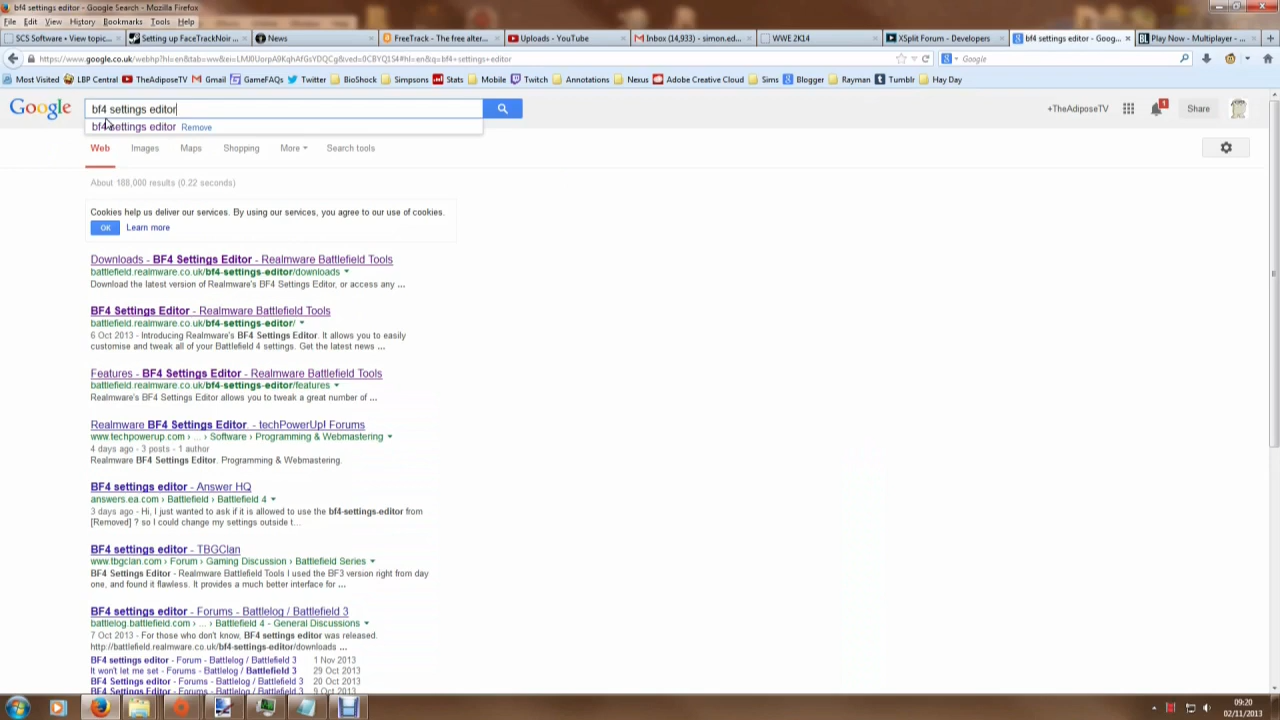 bf4 settings editor - Google Search - Mozilla Firefox
File Edit View History Bookmarks Tools Help
SCS Software • View topic...
Setting up FaceTrackNoir ...
News
FreeTrack - The free alter...
Uploads - YouTube
Inbox (14,933) - simon.ed...
WWE 2K14
XSplit Forum - Developers
bf4 settings editor - Goog...
Play Now - Multiplayer - ...
Google
Most Visited LBP Central TheAdiposeTV Gmail GameFAQs Twitter BioShock Simpsons Stats Mobile Twitch Annotations Nexus Adobe Creative Cloud Sims Blogger Rayman Tumblr Hay Day
Google
bf4 settings editor
+TheAdiposeTV
1
Share
bf4 settings editor Remove
Web Images Maps Shopping More Search tools
About 188,000 results (0.22 seconds)
Cookies help us deliver our services. By using our services, you agree to our use of cookies.
OK Learn more
Downloads - BF4 Settings Editor - Realmware Battlefield Tools
battlefield.realmware.co.uk/bf4-settings-editor/downloads
Download the latest version of Realmware's BF4 Settings Editor, or access any ...
BF4 Settings Editor - Realmware Battlefield Tools
battlefield.realmware.co.uk/bf4-settings-editor/
6 Oct 2013 - Introducing Realmware's BF4 Settings Editor. It allows you to easily
customise and tweak all of your Battlefield 4 settings. Get the latest news ...
Features - BF4 Settings Editor - Realmware Battlefield Tools
battlefield.realmware.co.uk/bf4-settings-editor/features
Realmware's BF4 Settings Editor allows you to tweak a great number of ...
Realmware BF4 Settings Editor. - techPowerUp! Forums
www.techpowerup.com › ... › Software › Programming & Webmastering
4 days ago - 3 posts - 1 author
Realmware BF4 Settings Editor. Programming & Webmastering.
BF4 settings editor - Answer HQ
answers.ea.com › Battlefield › Battlefield 4
3 days ago - Hi, I just wanted to ask if it is allowed to use the bf4-settings-editor from
[Removed] ? so I could change my settings outside t...
BF4 settings editor - TBGClan
www.tbgclan.com › Forum › Gaming Discussion › Battlefield Series
BF4 Settings Editor - Realmware Battlefield Tools I used the BF3 version right from day
one, and found it flawless. It provides a much better interface for ...
BF4 settings editor - Forums - Battlelog / Battlefield 3
battlelog.battlefield.com › ... › Battlefield 4 - General Discussions
7 Oct 2013 - For those who don't know, BF4 settings editor was released.
http://battlefield.realmware.co.uk/bf4-settings-editor/downloads ...
BF4 settings editor - Forum - Battlelog / Battlefield 3 1 Nov 2013
It won't let me set - Forums - Battlelog / Battlefield 3 29 Oct 2013
BF4 Settings Editor - Forums - Battlelog / Battlefield 3 20 Oct 2013
BF4 Settings Editor - Forums - Battlelog / Battlefield 3 9 Oct 2013
09:20
02/11/2013